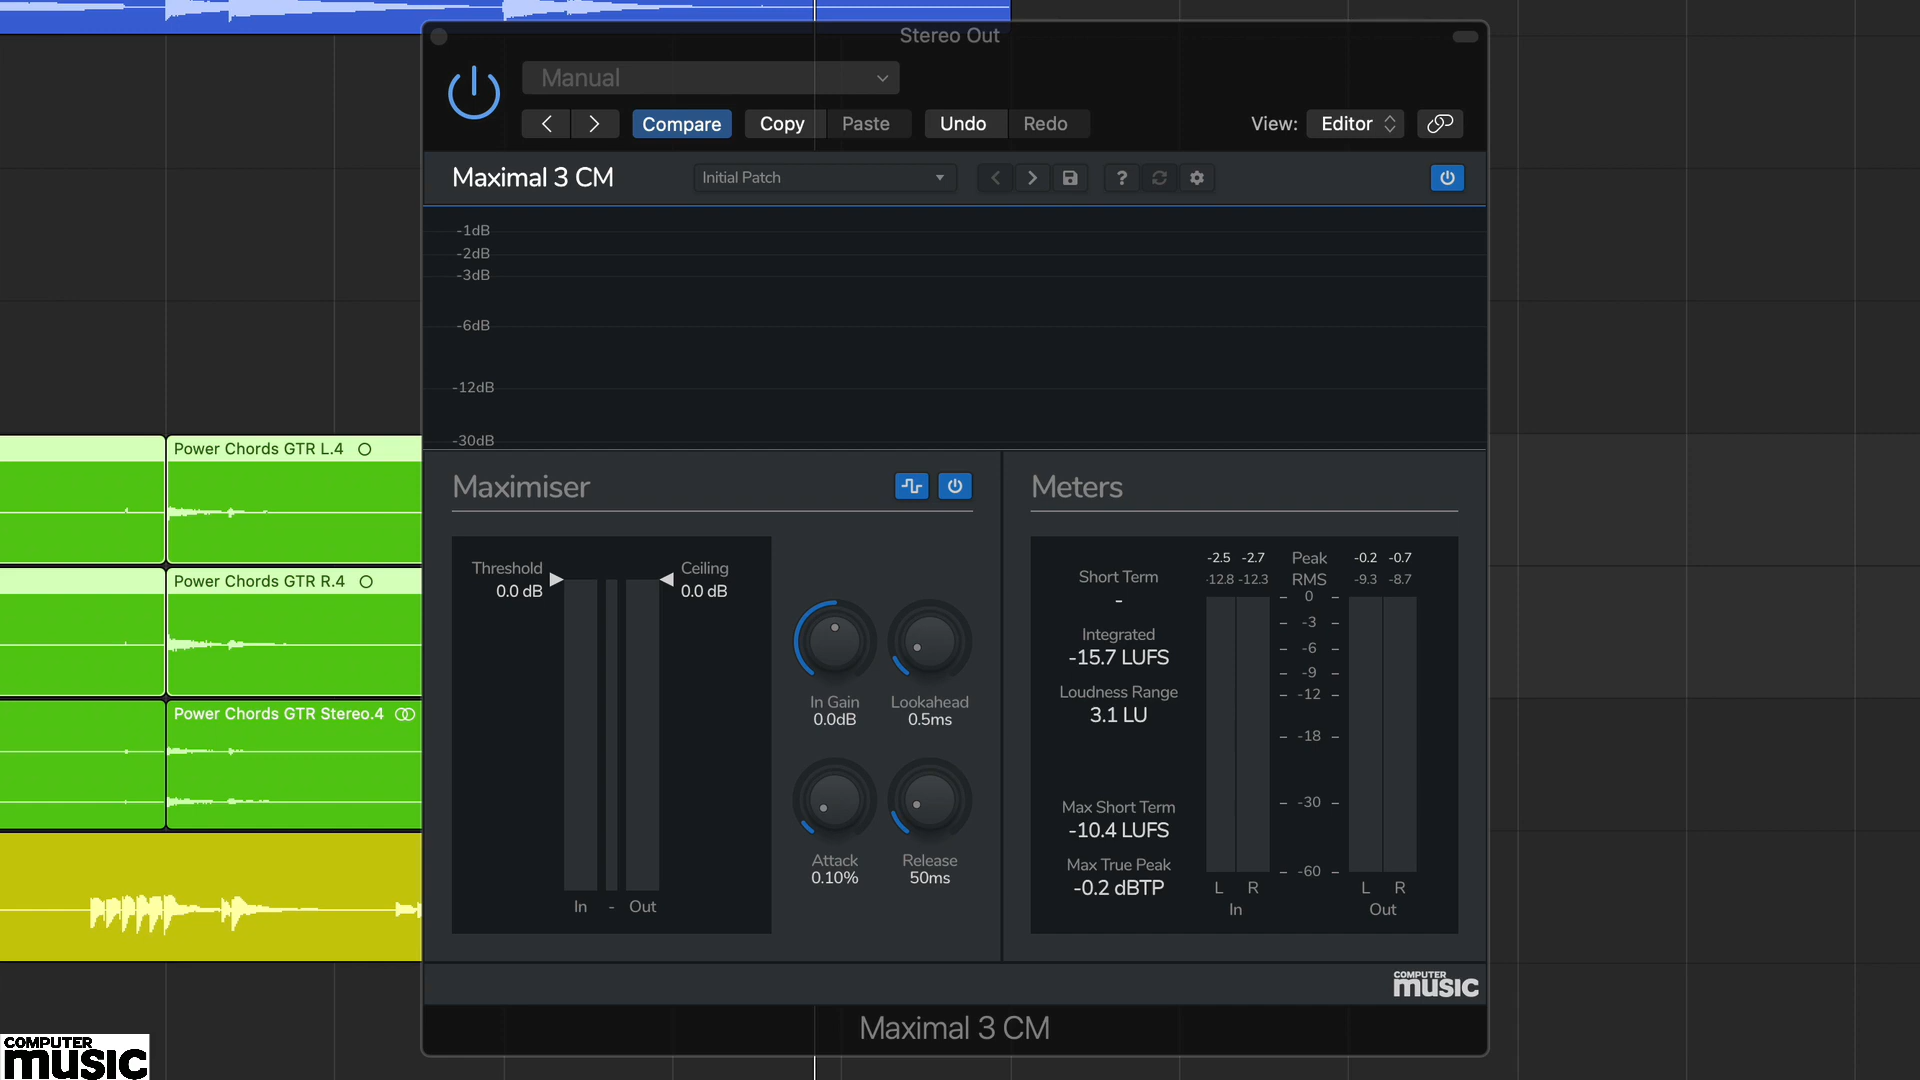 Stereo Out
Manual
Compare Copy Paste Undo Redo View: Editor
Maximal 3 CM Initial Patch ?
-1dB
-2dB
-3dB
-6dB
-12dB
-30dB
Power Chords GTR L.4
Power Chords GTR R.4
Power Chords GTR Stereo.4
Maximiser
Threshold
0.0 dB
Ceiling
0.0 dB
In - Out
In Gain
0.0dB
Lookahead
0.5ms
Attack
0.10%
Release
50ms
Meters
Short Term
-
Integrated
-15.7 LUFS
Loudness Range
3.1 LU
Max Short Term
-10.4 LUFS
Max True Peak
-0.2 dBTP
-2.5 -2.7 Peak -0.2 -0.7
-12.8 -12.3 RMS -9.3 -8.7
- 0 -
- -3 -
- -6 -
- -9 -
- -12 -
- -18 -
- -30 -
- -60 -
L R L R
In Out
COMPUTER
music
Maximal 3 CM
COMPUTER
music